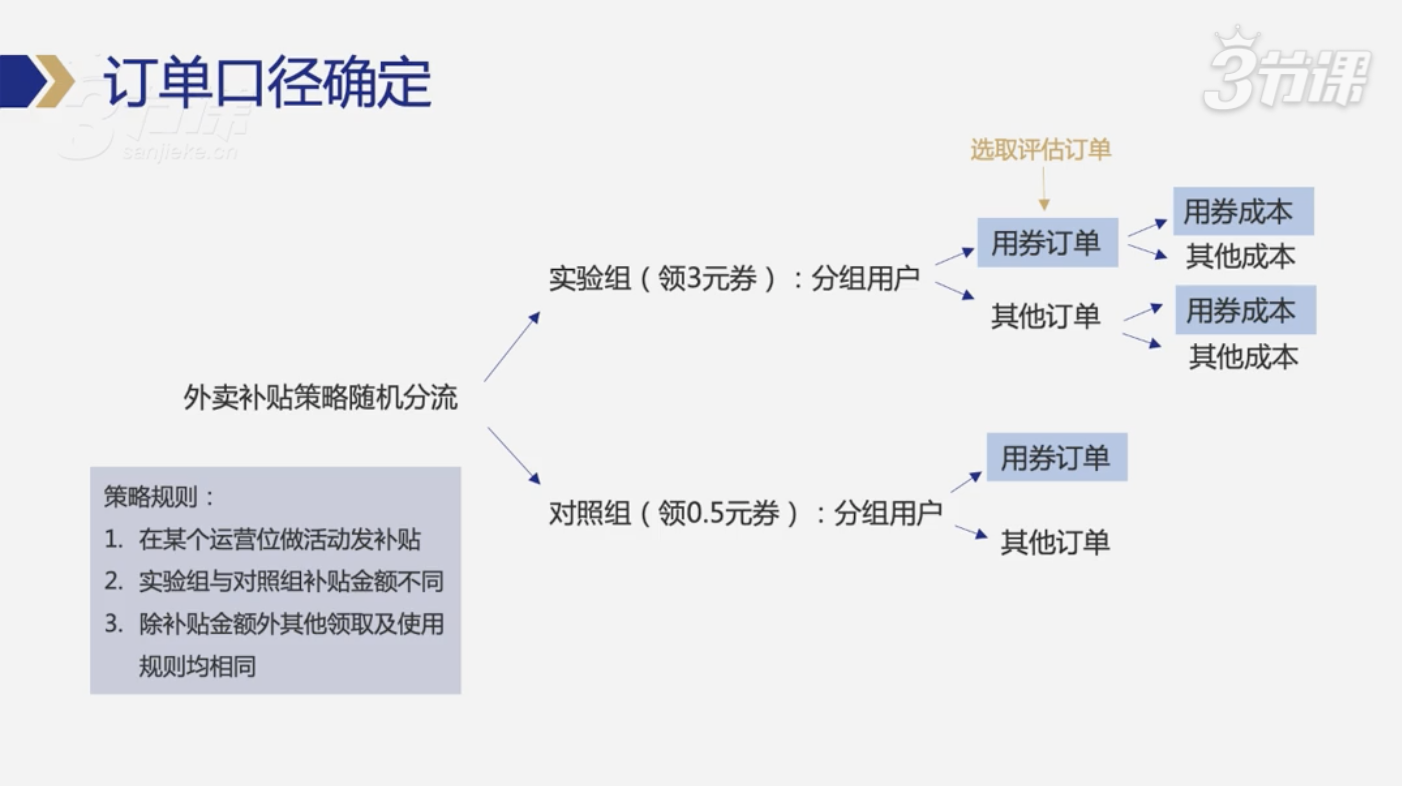 订单口径确定
3节课
3节课
sanjieke.cn
选取评估订单
用券成本
用券订单
其他成本
实验组（领3元券）：分组用户
用券成本
其他订单
其他成本
外卖补贴策略随机分流
用券订单
对照组（领0.5元券）：分组用户
其他订单
策略规则：
1. 在某个运营位做活动发补贴
2. 实验组与对照组补贴金额不同
3. 除补贴金额外其他领取及使用
规则均相同